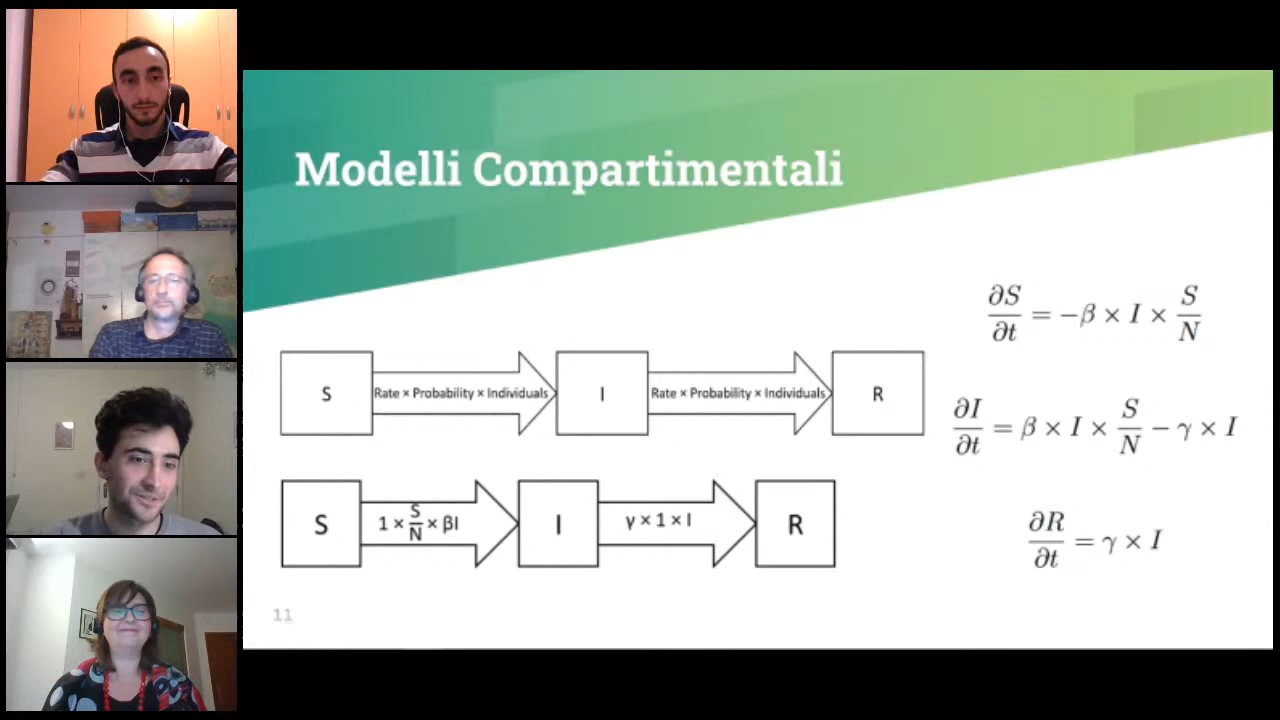 Modelli Compartimentali
S
Rate × Probability × Individuals
I
Rate × Probability × Individuals
R
S
1 × S/N × βI
I
γ × 1 × I
R
∂S/∂t = −β × I × S/N
∂I/∂t = β × I × S/N − γ × I
∂R/∂t = γ × I
11